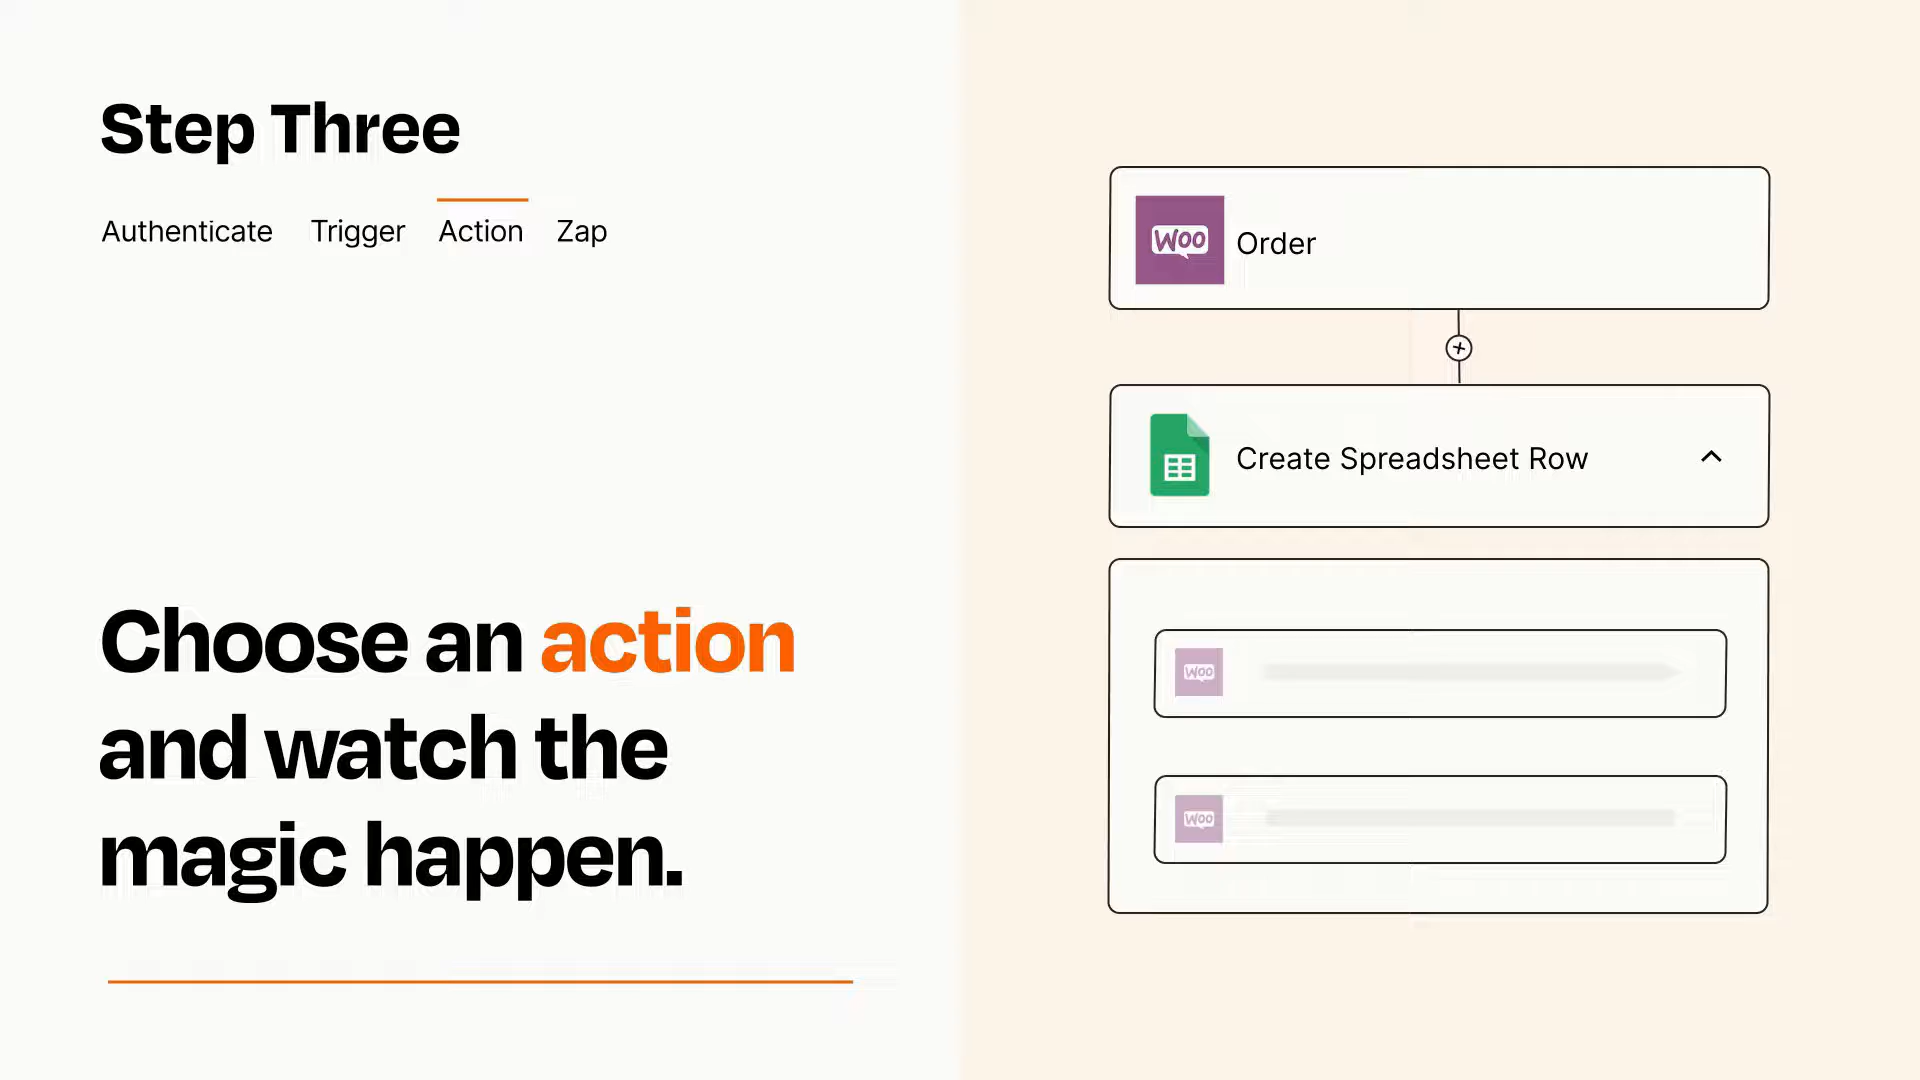 Step Three
Authenticate Trigger Action Zap
Choose an action
and watch the
magic happen.
Woo Order
Create Spreadsheet Row
Woo
Woo